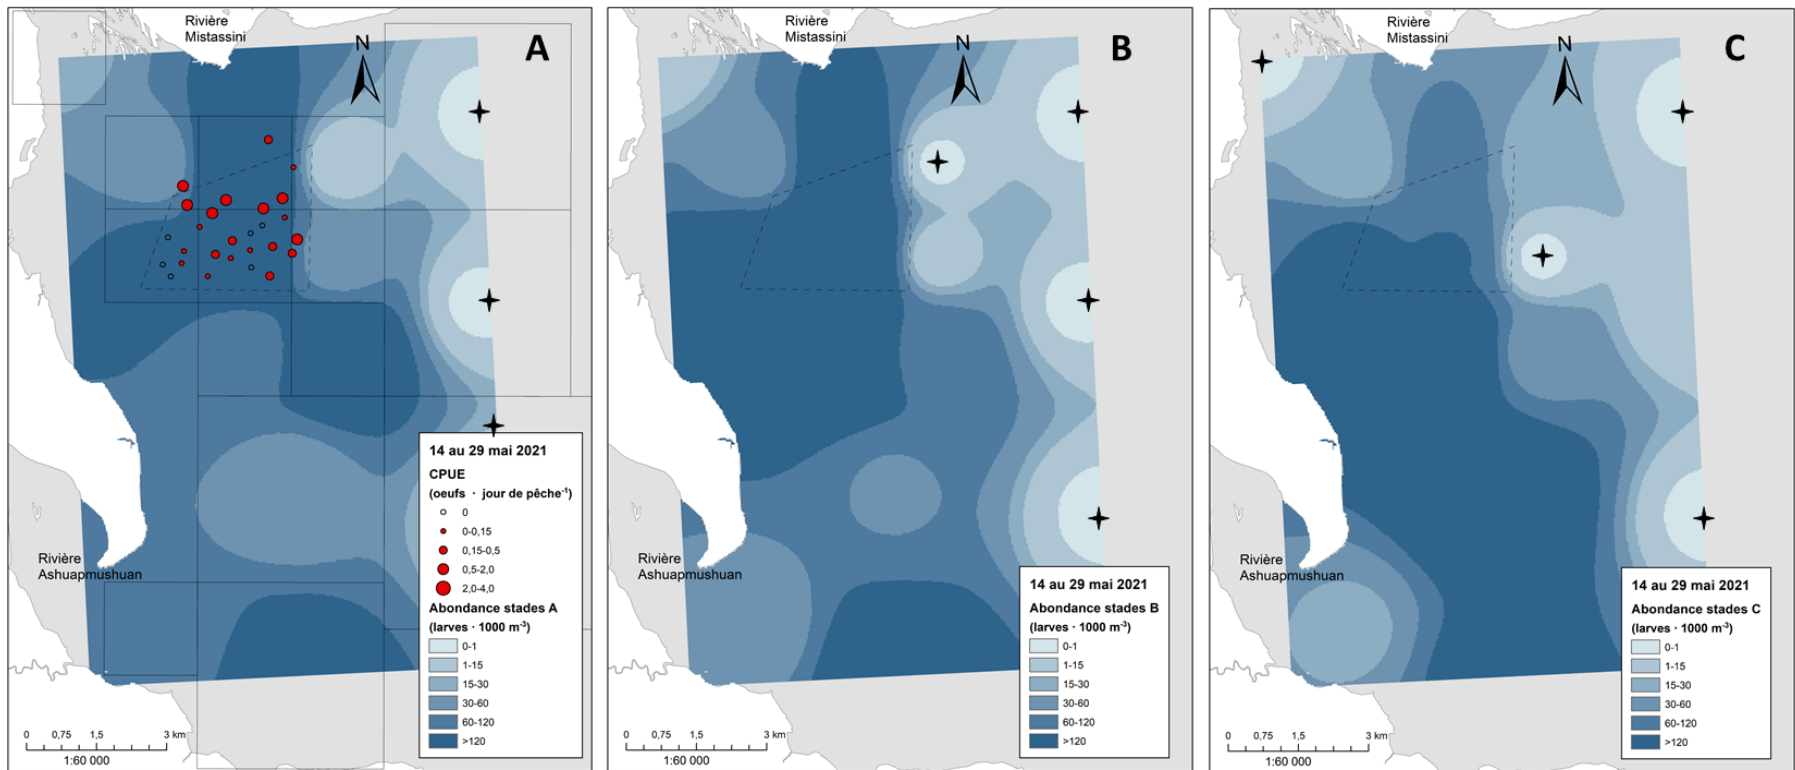 Rivière
Mistassini
N
A
14 au 29 mai 2021
CPUE
(oeufs · jour de pêche⁻¹)
0
0-0,15
0,15-0,5
0,5-2,0
2,0-4,0
Abondance stades A
(larves · 1000 m⁻³)
0-1
1-15
15-30
30-60
60-120
>120
Rivière
Ashuapmushuan
0 0,75 1,5 3 km
1:60 000
Rivière
Mistassini
N
B
Rivière
Ashuapmushuan
14 au 29 mai 2021
Abondance stades B
(larves · 1000 m⁻³)
0-1
1-15
15-30
30-60
60-120
>120
0 0,75 1,5 3 km
1:60 000
Rivière
Mistassini
N
C
Rivière
Ashuapmushuan
14 au 29 mai 2021
Abondance stades C
(larves · 1000 m⁻³)
0-1
1-15
15-30
30-60
60-120
>120
0 0,75 1,5 3 km
1:60 000